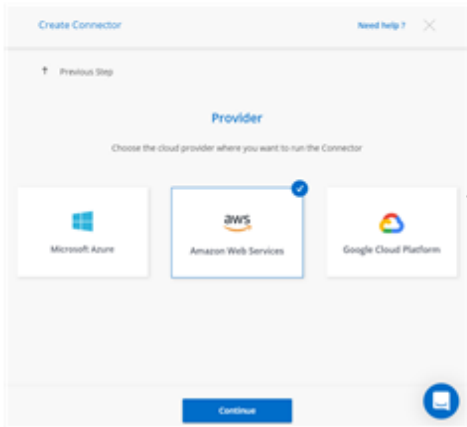 Create Connector
Need help ?
Previous Step
Provider
Choose the cloud provider where you want to run the Connector
Microsoft Azure
aws
Amazon Web Services
Google Cloud Platform
Continue